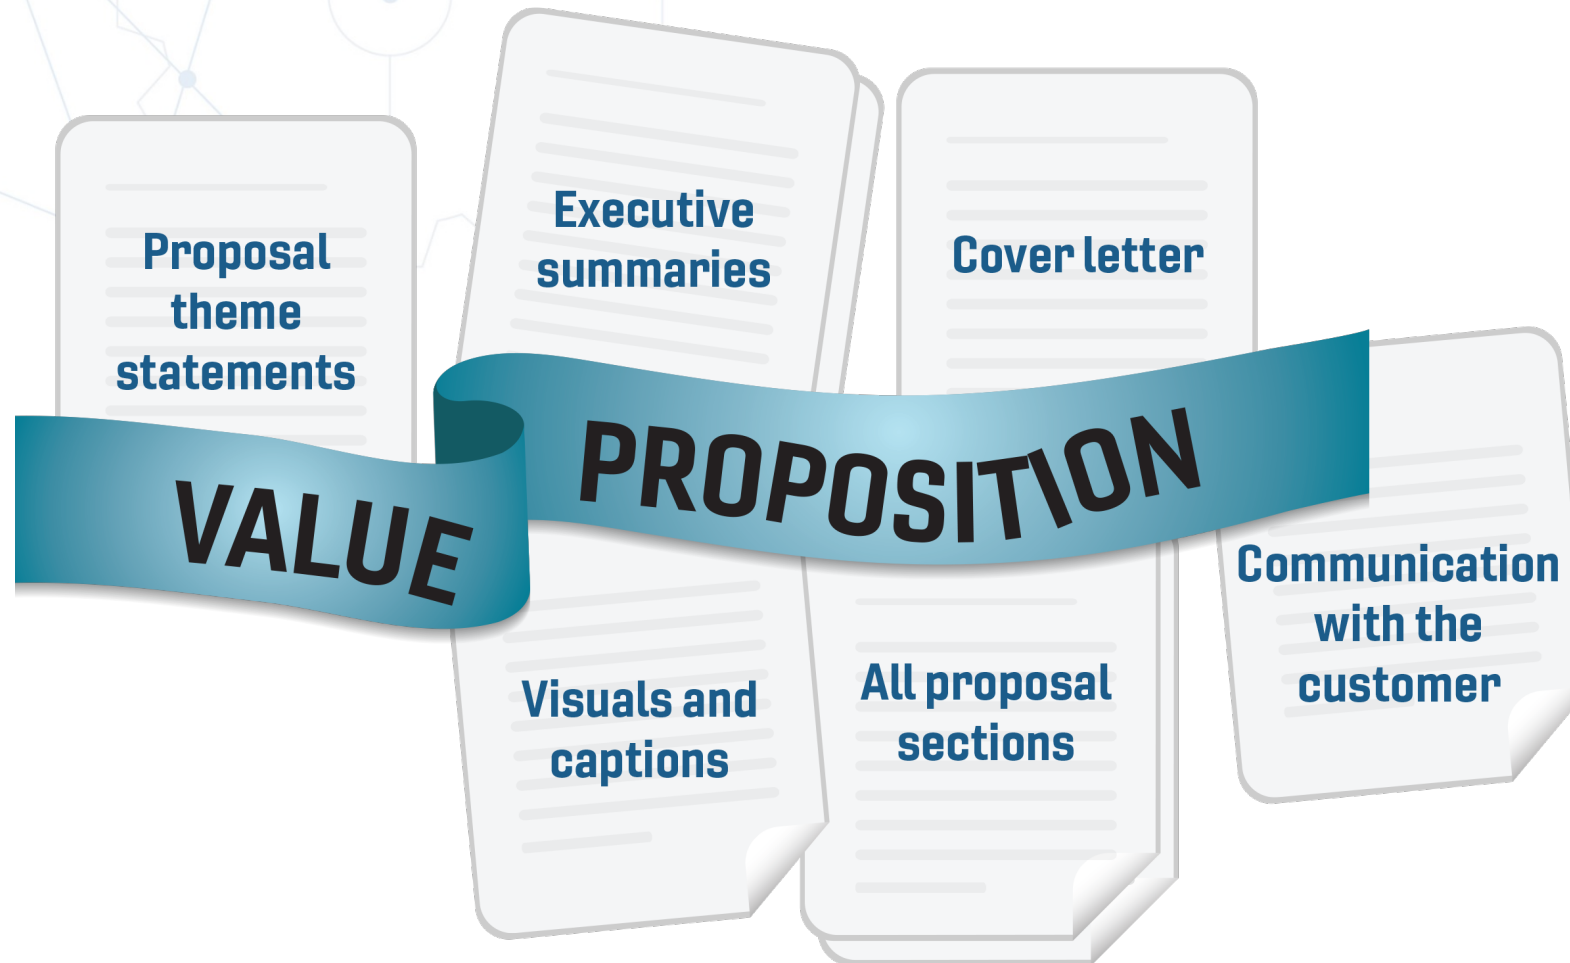 Proposal
theme
statements
Executive
summaries
Cover letter
VALUE PROPOSITION
Visuals and
captions
All proposal
sections
Communication
with the
customer